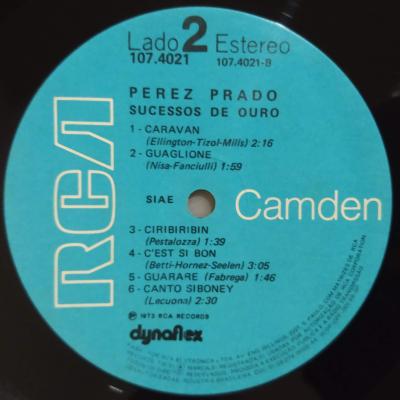 Lado 2 Estereo
107.4021 107.4021-B
PEREZ PRADO
SUCESSOS DE OURO
1 - CARAVAN
(Ellington-Tizol-Mills) 2:16
2 - GUAGLIONE
(Nisa-Fanciulli) 1:59
SIAE
RCA
Camden
3 - CIRIBIRIBIN
(Pestalozza) 1:39
4 - C'EST SI BON
(Betti-Hornez-Seelen) 3:05
5 - GUARARE (Fabrega) 1:46
6 - CANTO SIBONEY
(Lecuona) 2:30
℗ 1973 RCA RECORDS
dynaflex